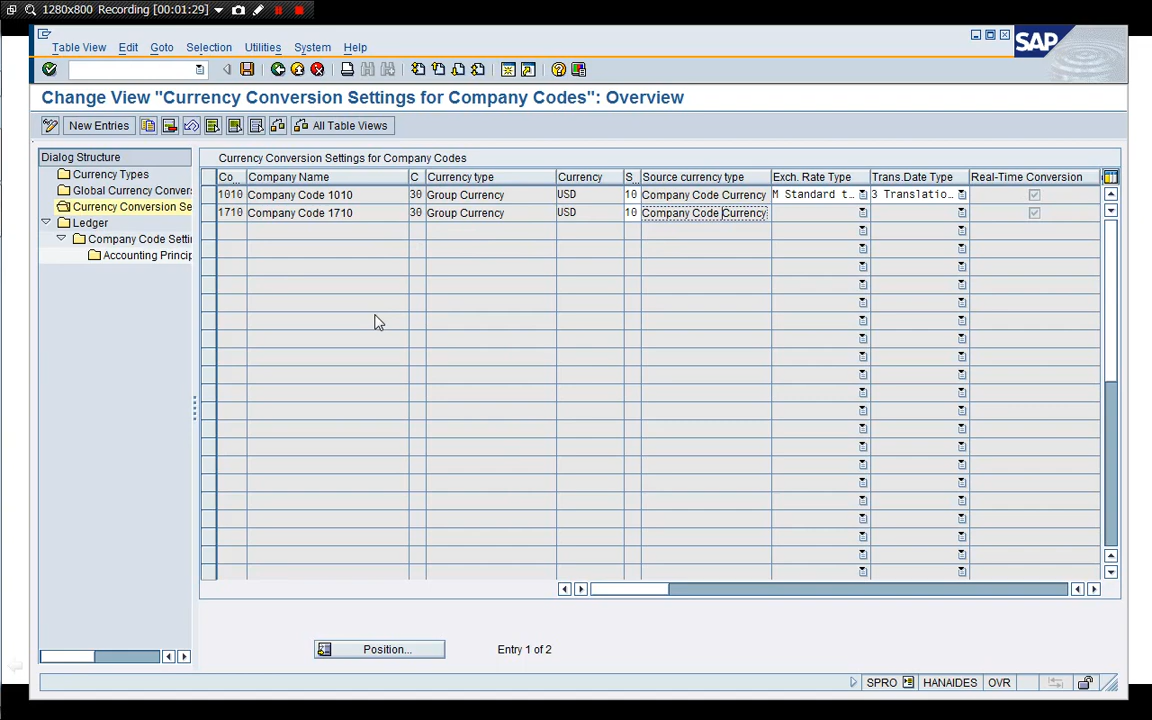 1280x800 Recording [00:01:29]
Table View Edit Goto Selection Utilities System Help
SAP
Change View "Currency Conversion Settings for Company Codes": Overview
New Entries All Table Views
Dialog Structure
Currency Types
Global Currency Conver
Currency Conversion Se
Ledger
Company Code Setti
Accounting Princip
Currency Conversion Settings for Company Codes
Co... Company Name C Currency type Currency S... Source currency type Exch. Rate Type Trans.Date Type Real-Time Conversion
1010 Company Code 1010 30 Group Currency USD 10 Company Code Currency M Standard t... 3 Translatio...
1710 Company Code 1710 30 Group Currency USD 10 Company Code Currency
Position... Entry 1 of 2
SPRO HANAIDES OVR